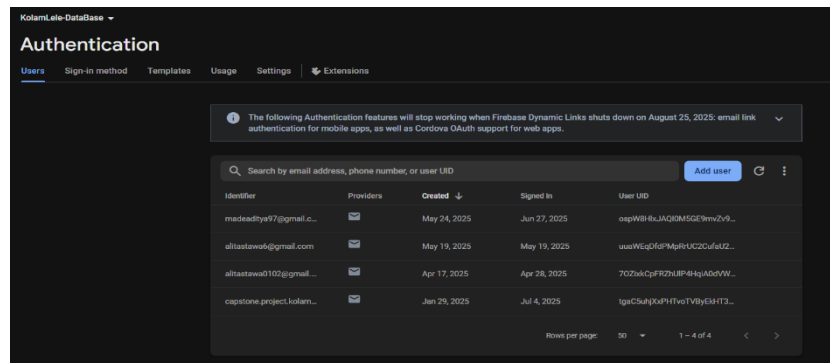 KolamLele-DataBase
Authentication
Users Sign-in method Templates Usage Settings Extensions
The following Authentication features will stop working when Firebase Dynamic Links shuts down on August 25, 2025: email link
authentication for mobile apps, as well as Cordova OAuth support for web apps.
Search by email address, phone number, or user UID Add user
Identifier Providers Created Signed In User UID
madeaditya97@gmail.c... May 24, 2025 Jun 27, 2025
alitastawa6@gmail.com May 19, 2025 May 19, 2025
alitastawa0102@gmail.... Apr 17, 2025 Apr 28, 2025
capstone.project.kolam... Jan 29, 2025 Jul 4, 2025
Rows per page: 50 1 – 4 of 4